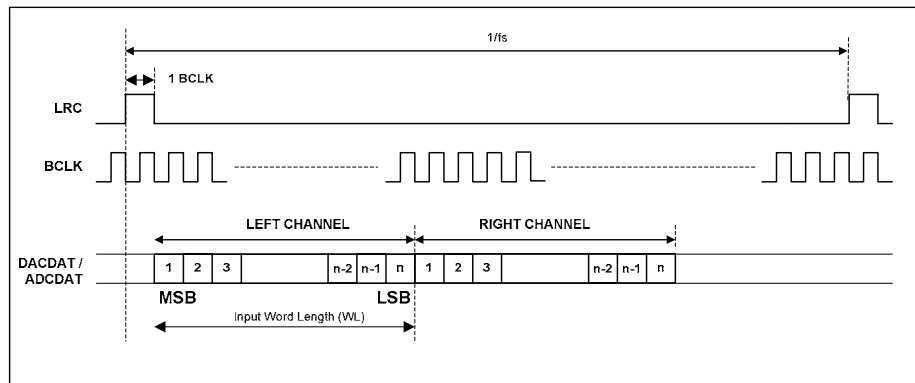 1/fs
1 BCLK
LRC
BCLK
LEFT CHANNEL RIGHT CHANNEL
DACDAT /
ADCDAT
1 2 3 n-2 n-1 n 1 2 3 n-2 n-1 n
MSB LSB
Input Word Length (WL)